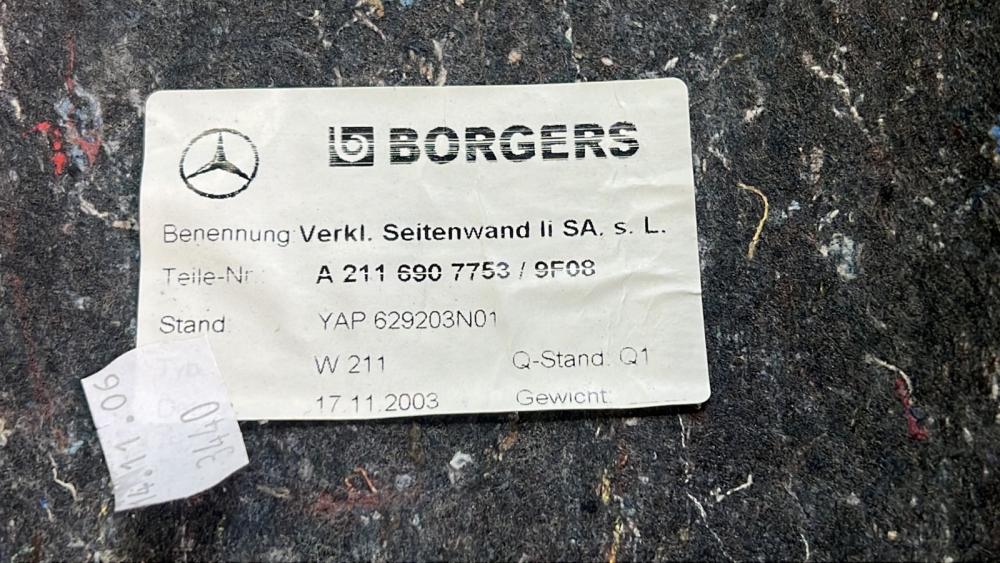 BORGERS
Benennung: Verkl. Seitenwand li SA. s. L.
Teile-Nr.: A 211 690 7753 / 9F08
Stand: YAP 629203N01
Typ W 211 Q-Stand: Q1
17.11.2003 Gewicht:
14.11.06
3440